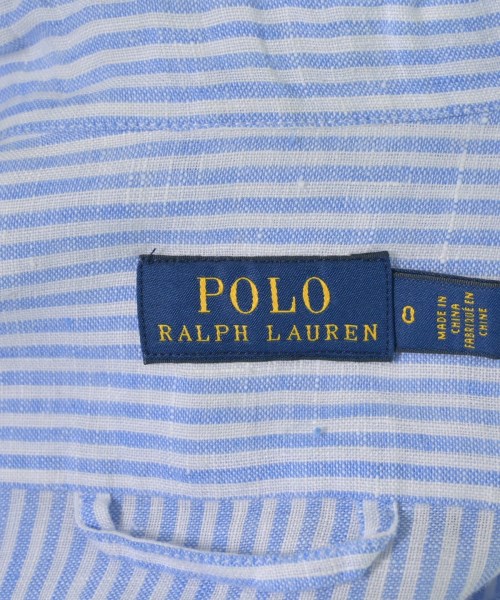 POLO
RALPH LAUREN
0
MADE IN
CHINA
FABRIQUÉ EN
CHINE